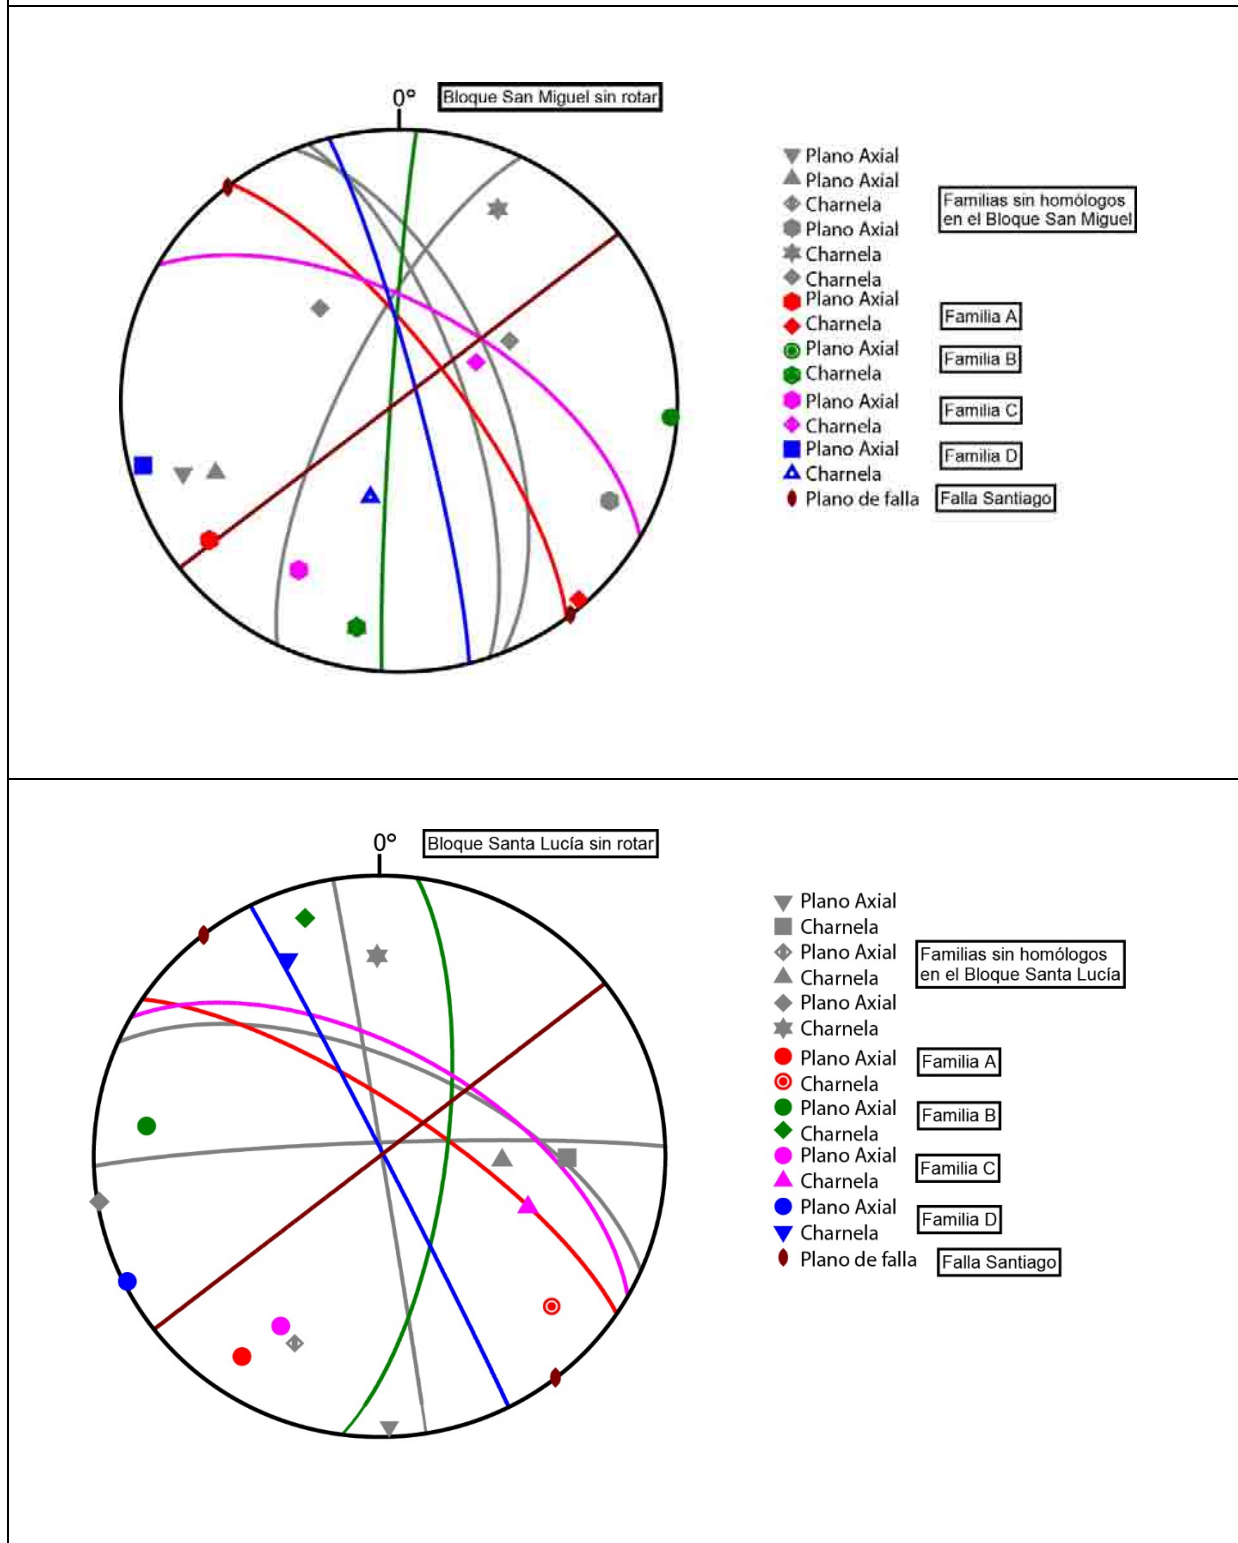 0°
Bloque San Miguel sin rotar
Plano Axial
Plano Axial
Charnela
Plano Axial
Charnela
Charnela
Familias sin homólogos
en el Bloque San Miguel
Plano Axial
Charnela
Familia A
Plano Axial
Charnela
Familia B
Plano Axial
Charnela
Familia C
Plano Axial
Charnela
Familia D
Plano de falla
Falla Santiago
0°
Bloque Santa Lucía sin rotar
Plano Axial
Charnela
Plano Axial
Charnela
Plano Axial
Charnela
Familias sin homólogos
en el Bloque Santa Lucía
Plano Axial
Charnela
Familia A
Plano Axial
Charnela
Familia B
Plano Axial
Charnela
Familia C
Plano Axial
Charnela
Familia D
Plano de falla
Falla Santiago